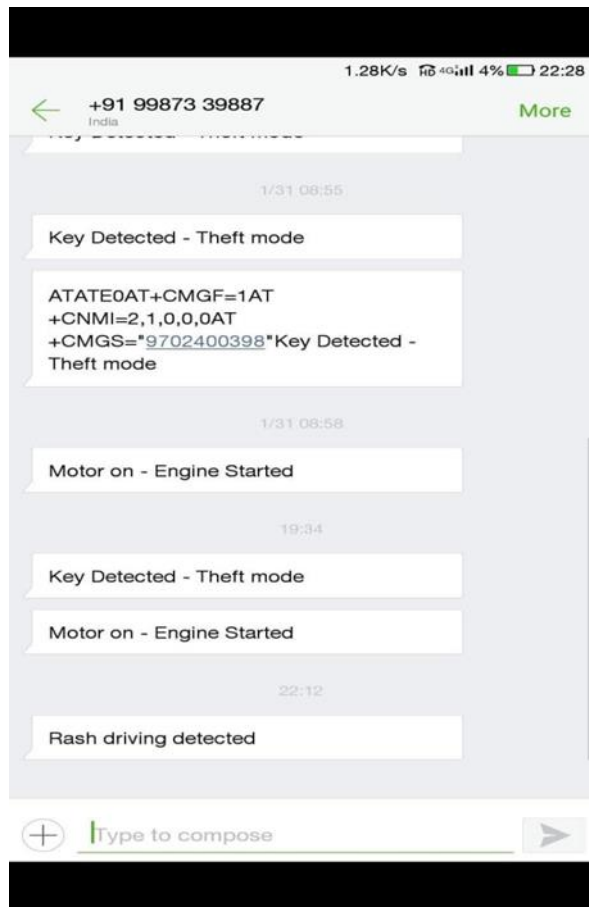 1.28K/s HD 4G 4% 22:28
+91 99873 39887
India
More
1/31 08:55
Key Detected - Theft mode
ATATE0AT+CMGF=1AT
+CNMI=2,1,0,0,0AT
+CMGS="9702400398"Key Detected -
Theft mode
1/31 08:58
Motor on - Engine Started
19:34
Key Detected - Theft mode
Motor on - Engine Started
22:12
Rash driving detected
Type to compose